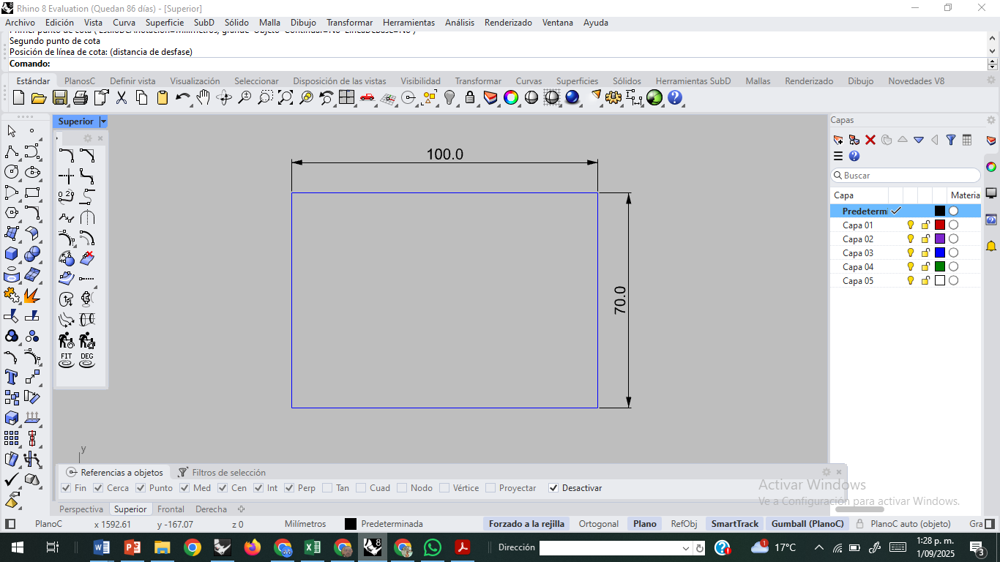 Rhino 8 Evaluation (Quedan 86 días) - [Superior]
Archivo Edición Vista Curva Superficie SubD Sólido Malla Dibujo Transformar Herramientas Análisis Renderizado Ventana Ayuda
Segundo punto de cota
Posición de línea de cota: (distancia de desfase)
Comando:
Estándar PlanosC Definir vista Visualización Seleccionar Disposición de las vistas Visibilidad Transformar Curvas Superficies Sólidos Herramientas SubD Mallas Renderizado Dibujo Novedades V8
Superior
Capas
Buscar
Capa Materia
Predetermi
Capa 01
Capa 02
Capa 03
Capa 04
Capa 05
100.0
70.0
FIT DEG
y
Referencias a objetos Filtros de selección
Fin Cerca Punto Med Cen Int Perp Tan Cuad Nodo Vértice Proyectar Desactivar
Activar Windows
Ve a Configuración para activar Windows.
Perspectiva Superior Frontal Derecha
PlanoC x 1592.61 y -167.07 z 0 Milímetros Predeterminada Forzado a la rejilla Ortogonal Plano RefObj SmartTrack Gumball (PlanoC) PlanoC auto (objeto) Gra
Dirección 1 17°C 1:28 p. m.
1/09/2025 3